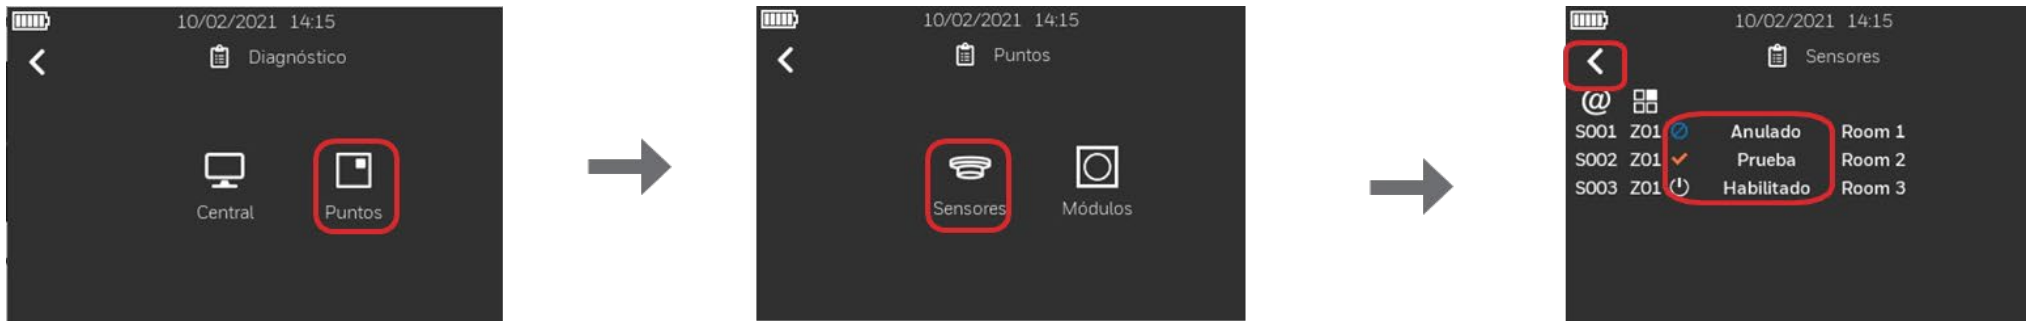 10/02/2021 14:15
Diagnóstico
Central Puntos
10/02/2021 14:15
Puntos
Sensores Módulos
10/02/2021 14:15
Sensores
@
S001 Z01 Anulado Room 1
S002 Z01 Prueba Room 2
S003 Z01 Habilitado Room 3